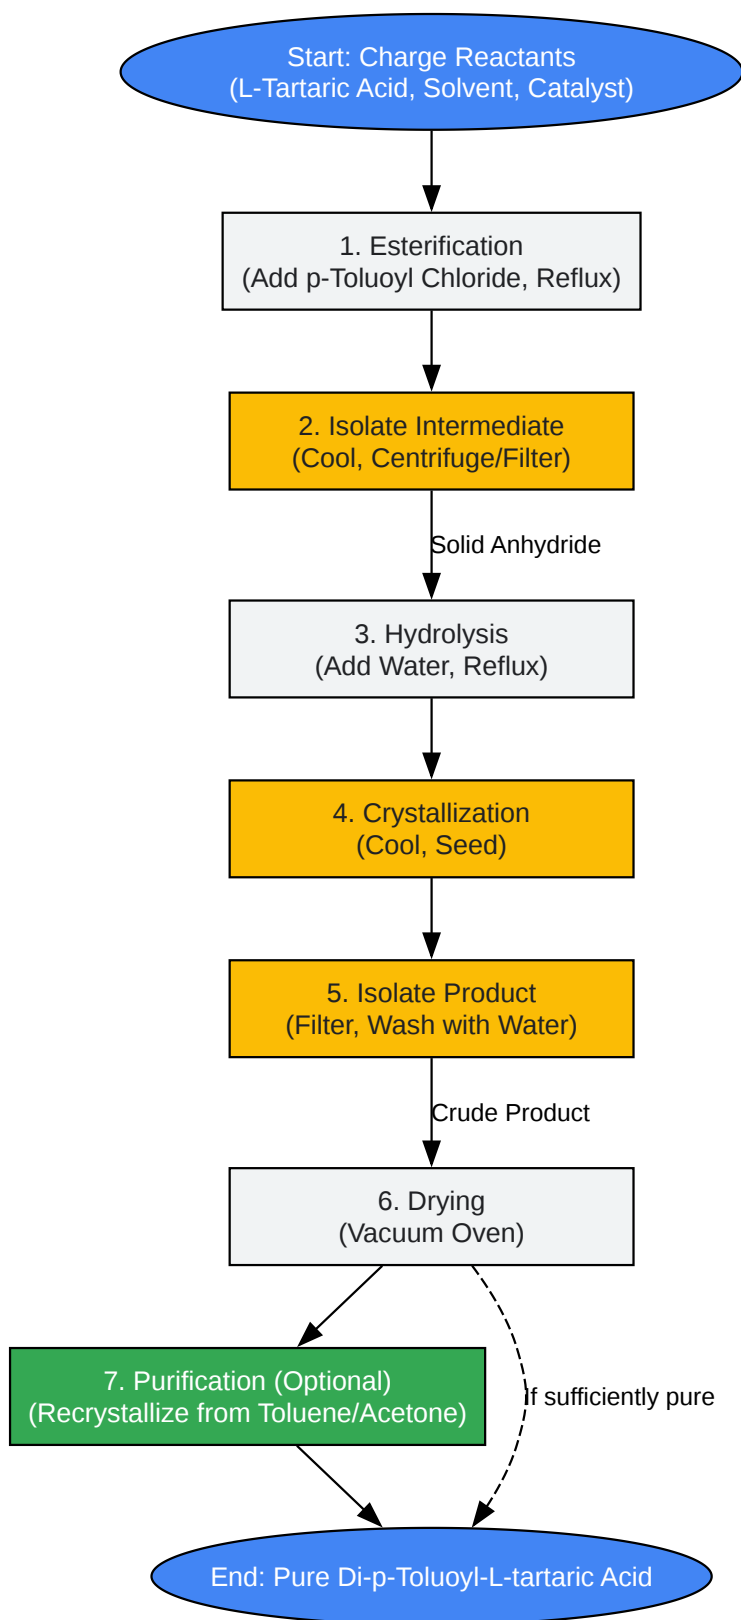 Start: Charge Reactants
(L-Tartaric Acid, Solvent, Catalyst)
1. Esterification
(Add p-Toluoyl Chloride, Reflux)
2. Isolate Intermediate
(Cool, Centrifuge/Filter)
Solid Anhydride
3. Hydrolysis
(Add Water, Reflux)
4. Crystallization
(Cool, Seed)
5. Isolate Product
(Filter, Wash with Water)
Crude Product
6. Drying
(Vacuum Oven)
7. Purification (Optional)
(Recrystallize from Toluene/Acetone)
If sufficiently pure
End: Pure Di-p-Toluoyl-L-tartaric Acid